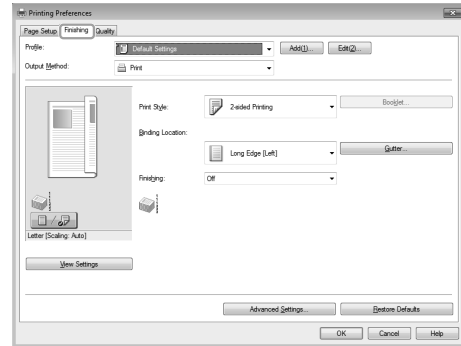 Printing Preferences
Page Setup Finishing Quality
Profile: Default Settings Add(1)... Edit(2)...
Output Method: Print
Print Style: 2-sided Printing Booklet...
Binding Location:
Long Edge [Left] Gutter...
Finishing: Off
Letter [Scaling: Auto]
View Settings
Advanced Settings... Restore Defaults
OK Cancel Help